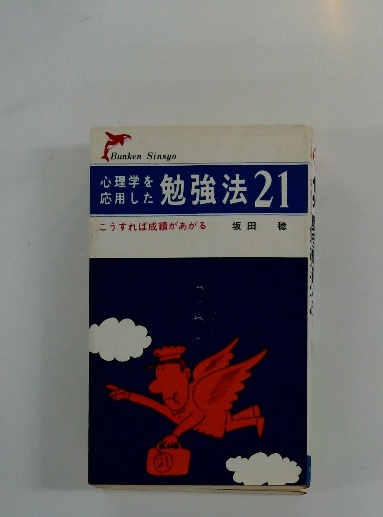 Bunken Sinsyo
心理学を
応用した
勉強法21
こうすれば成績があがる
坂田 稔
21